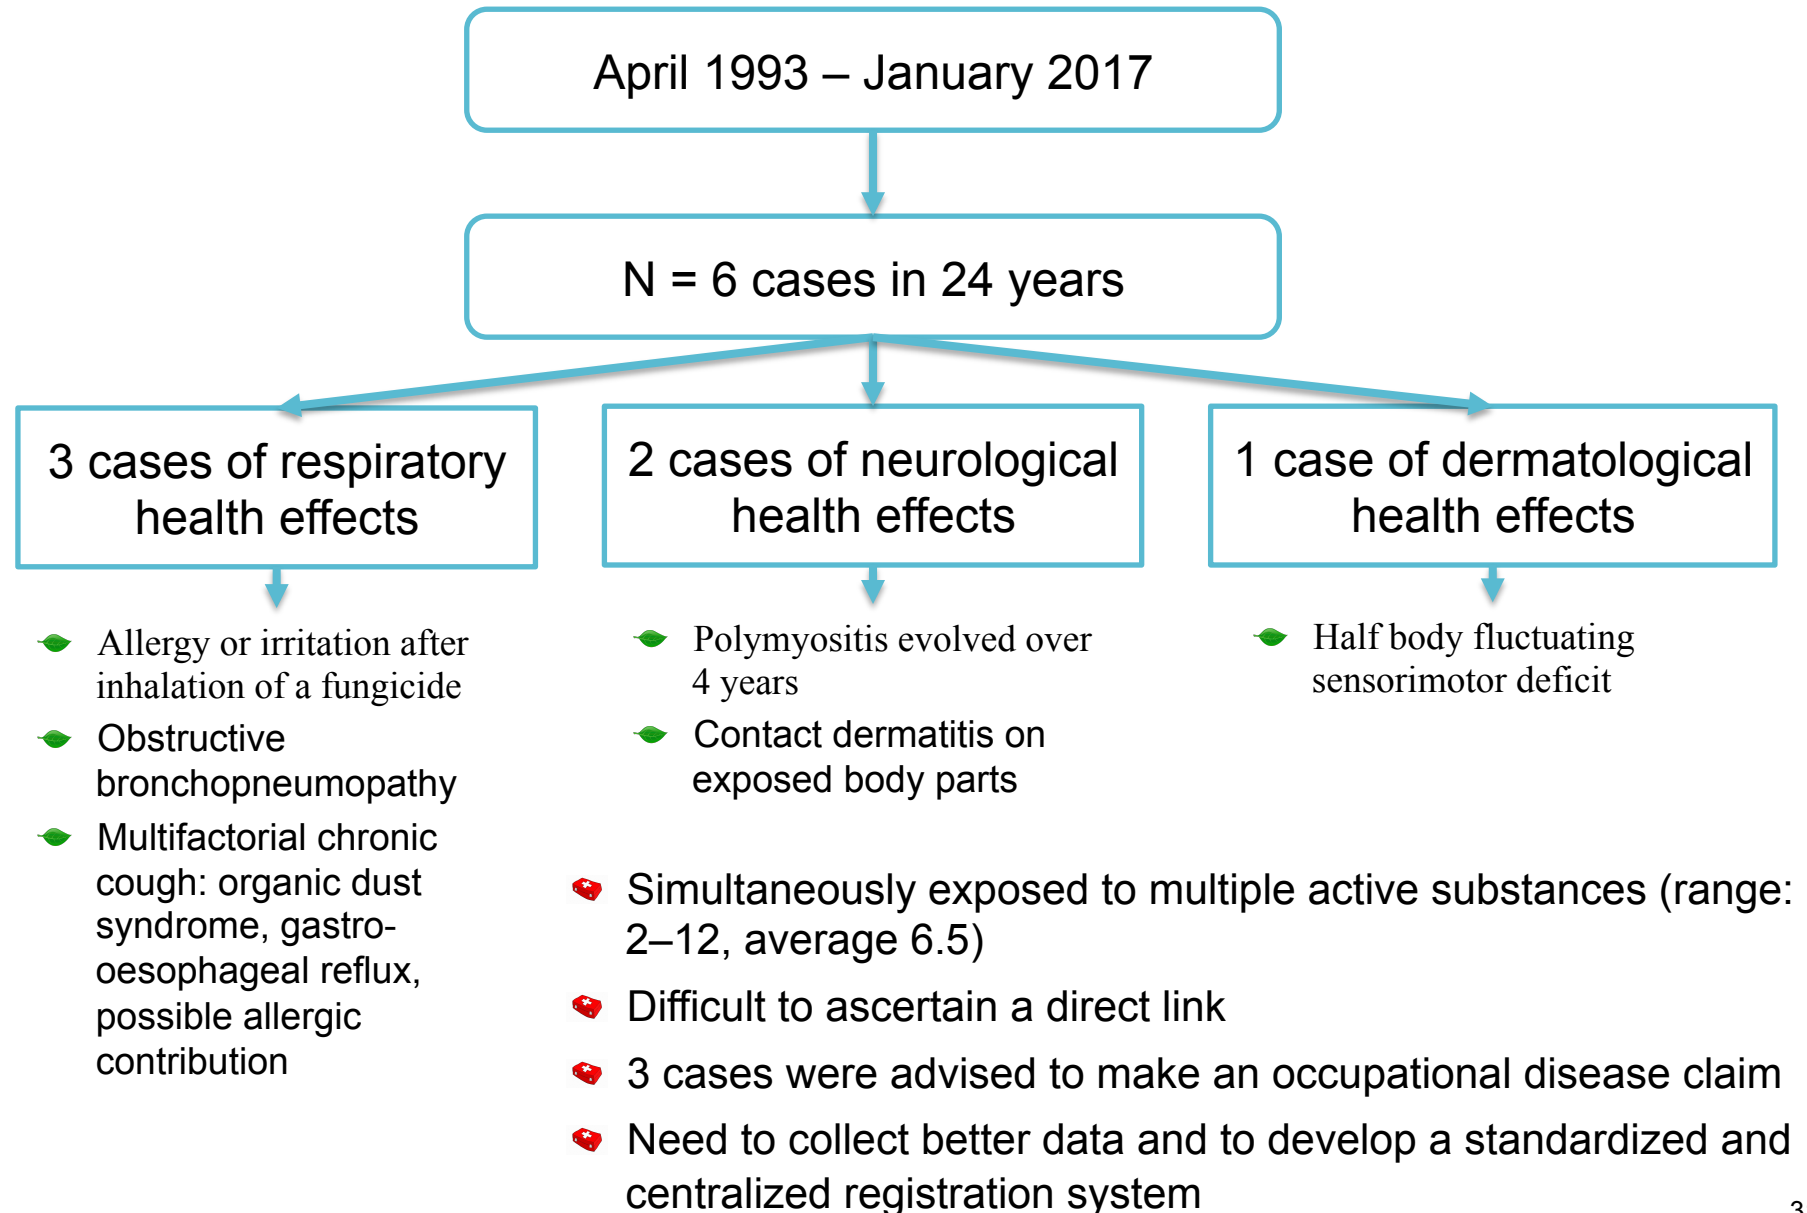 April 1993 – January 2017
N = 6 cases in 24 years
3 cases of respiratory
health effects
2 cases of neurological
health effects
1 case of dermatological
health effects
Allergy or irritation after
inhalation of a fungicide
Obstructive
bronchopneumopathy
Multifactorial chronic
cough: organic dust
syndrome, gastro-
oesophageal reflux,
possible allergic
contribution
Polymyositis evolved over
4 years
Contact dermatitis on
exposed body parts
Half body fluctuating
sensorimotor deficit
Simultaneously exposed to multiple active substances (range:
2–12, average 6.5)
Difficult to ascertain a direct link
3 cases were advised to make an occupational disease claim
Need to collect better data and to develop a standardized and
centralized registration system
3